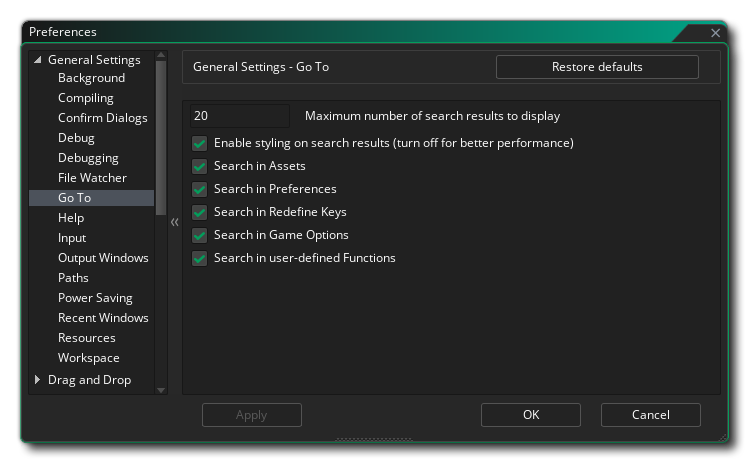 Preferences
General Settings
Background
Compiling
Confirm Dialogs
Debug
Debugging
File Watcher
Go To
Help
Input
Output Windows
Paths
Power Saving
Recent Windows
Resources
Workspace
Drag and Drop
General Settings - Go To
Restore defaults
20 Maximum number of search results to display
Enable styling on search results (turn off for better performance)
Search in Assets
Search in Preferences
Search in Redefine Keys
Search in Game Options
Search in user-defined Functions
Apply
OK
Cancel